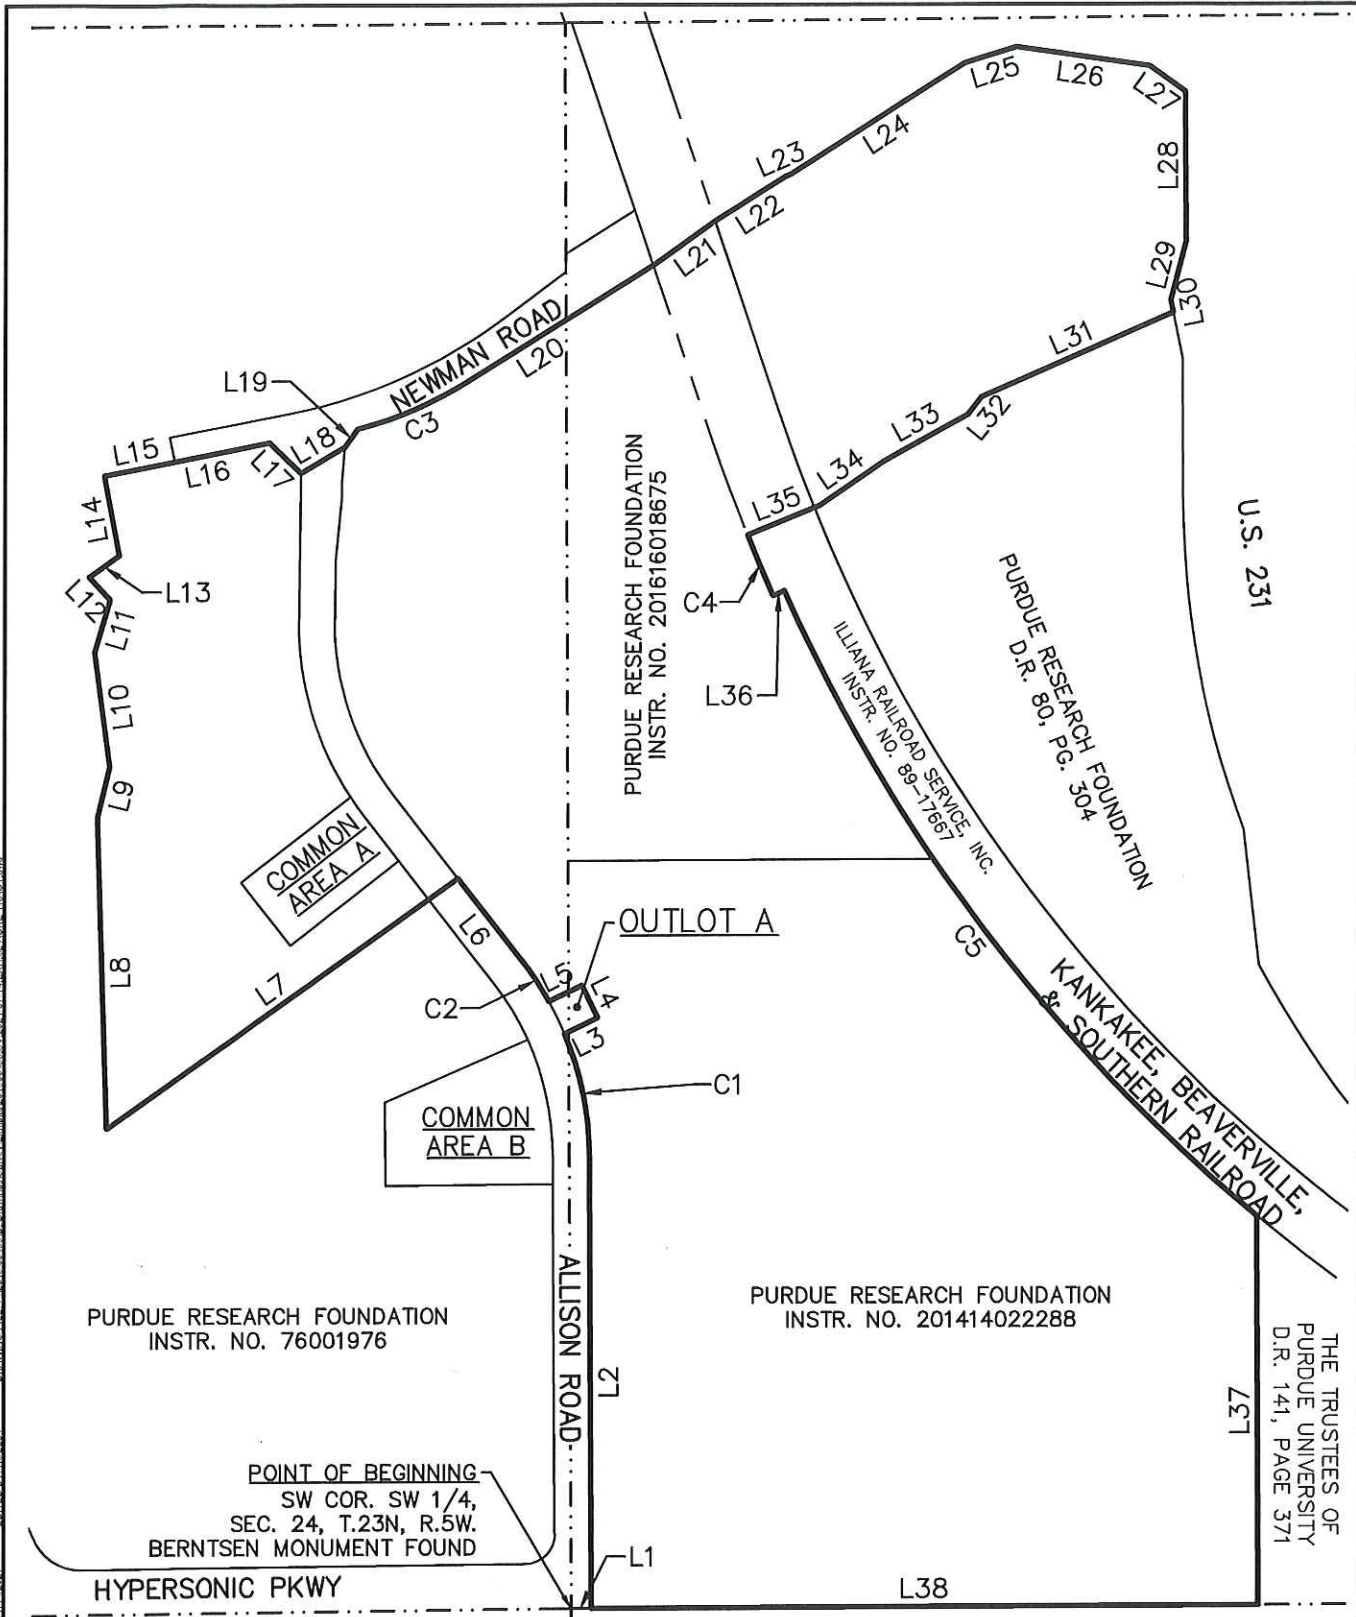 L25
L26
L27
L24
L23
L28
L22
L21
L29
L30
NEWMAN ROAD
L20
L31
L19
C3
L32
L33
L15
L16
L17
L18
L34
L35
L14
L13
L12
L11
C4
L36
L10
L9
PURDUE RESEARCH FOUNDATION
INSTR. NO. 201616018675
U.S. 231
PURDUE RESEARCH FOUNDATION
D.R. 80, PG. 304
ILLIANA RAILROAD SERVICE, INC.
INSTR. NO. 89-17667
COMMON
AREA A
L6
OUTLOT A
L5
L4
L3
L8
L7
C2
C5
KANKAKEE, BEAVERVILLE,
& SOUTHERN RAILROAD
C1
COMMON
AREA B
ALLISON ROAD
L2
PURDUE RESEARCH FOUNDATION
INSTR. NO. 76001976
PURDUE RESEARCH FOUNDATION
INSTR. NO. 201414022288
L37
THE TRUSTEES OF
PURDUE UNIVERSITY
D.R. 141, PAGE 371
POINT OF BEGINNING
SW COR. SW 1/4,
SEC. 24, T.23N, R.5W.
BERNTSEN MONUMENT FOUND
L1
HYPERSONIC PKWY
L38